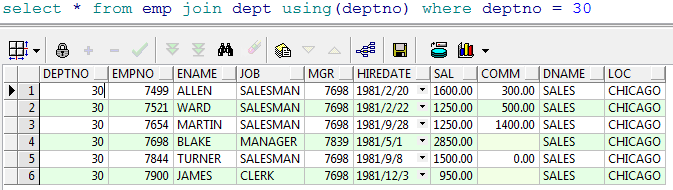 select * from emp join dept using(deptno) where deptno = 30
DEPTNO EMPNO ENAME JOB MGR HIREDATE SAL COMM DNAME LOC
1 30 7499 ALLEN SALESMAN 7698 1981/2/20 1600.00 300.00 SALES CHICAGO
2 30 7521 WARD SALESMAN 7698 1981/2/22 1250.00 500.00 SALES CHICAGO
3 30 7654 MARTIN SALESMAN 7698 1981/9/28 1250.00 1400.00 SALES CHICAGO
4 30 7698 BLAKE MANAGER 7839 1981/5/1 2850.00 SALES CHICAGO
5 30 7844 TURNER SALESMAN 7698 1981/9/8 1500.00 0.00 SALES CHICAGO
6 30 7900 JAMES CLERK 7698 1981/12/3 950.00 SALES CHICAGO